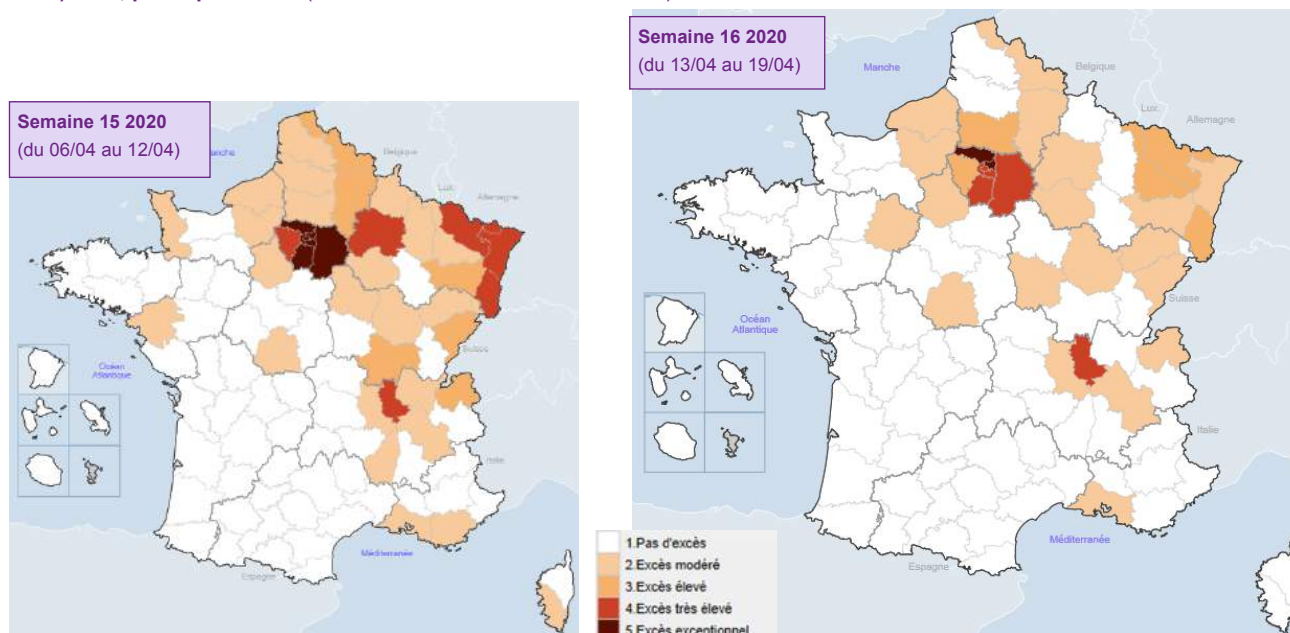 Semaine 15 2020
(du 06/04 au 12/04)
Belgique
Lux.
Allemagne
Suisse
Océan
Atlantique
Italie
Méditerranée
Espagne
Semaine 16 2020
(du 13/04 au 19/04)
Manche
Belgique
Lux.
Allemagne
Suisse
Océan
Atlantique
Italie
Méditerranée
Espagne
1.Pas d'excès
2.Excès modéré
3.Excès élevé
4.Excès très élevé
5.Excès exceptionnel